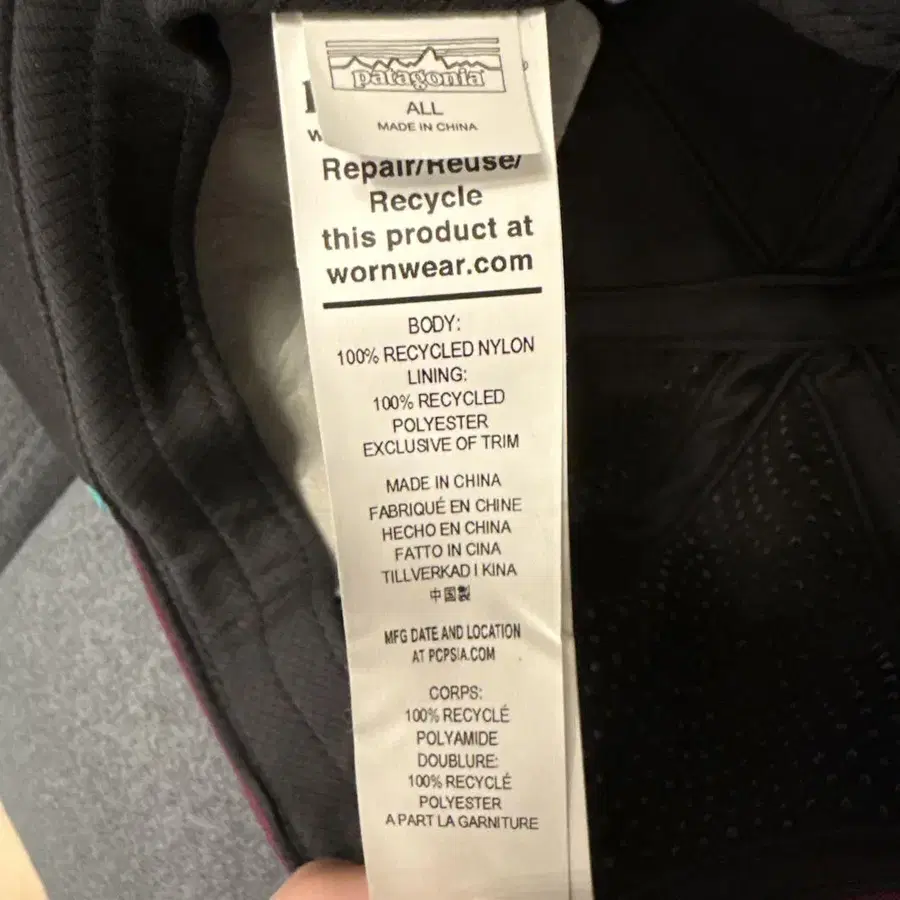 patagonia
ALL
MADE IN CHINA
Repair/Reuse/
Recycle
this product at
wornwear.com
BODY:
100% RECYCLED NYLON
LINING:
100% RECYCLED
POLYESTER
EXCLUSIVE OF TRIM
MADE IN CHINA
FABRIQUÉ EN CHINE
HECHO EN CHINA
FATTO IN CINA
TILLVERKAD I KINA
中国製
MFG DATE AND LOCATION
AT PCPSIA.COM
CORPS:
100% RECYCLÉ
POLYAMIDE
DOUBLURE:
100% RECYCLÉ
POLYESTER
A PART LA GARNITURE